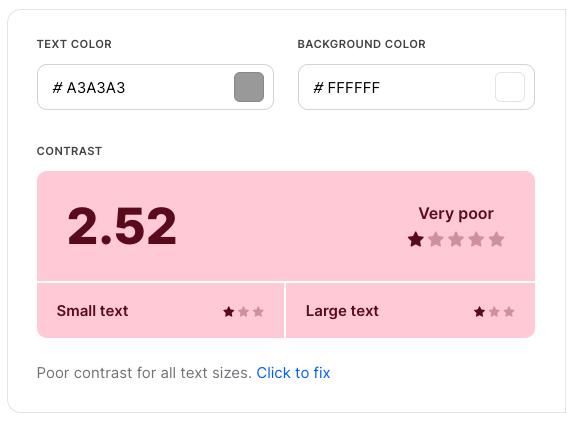 TEXT COLOR
BACKGROUND COLOR
# A3A3A3
# FFFFFF
CONTRAST
2.52
Very poor
Small text
Large text
Poor contrast for all text sizes. Click to fix